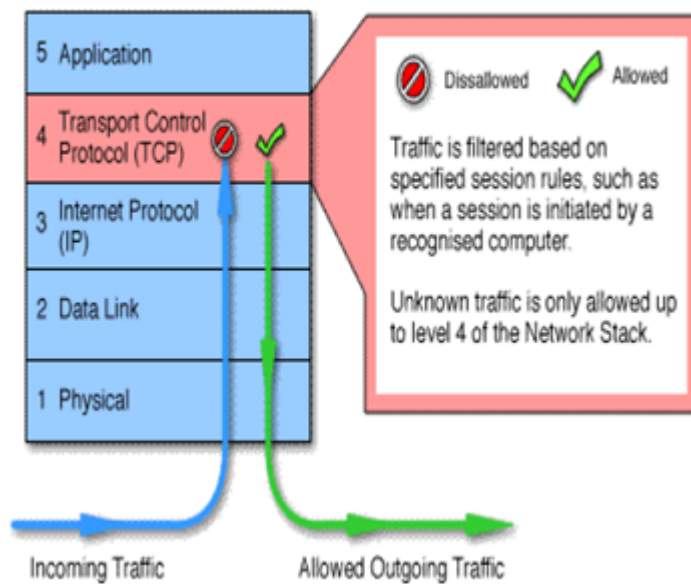 5 Application
4 Transport Control
Protocol (TCP)
3 Internet Protocol
(IP)
2 Data Link
1 Physical
Incoming Traffic
Allowed Outgoing Traffic
Dissallowed
Allowed
Traffic is filtered based on
specified session rules, such as
when a session is initiated by a
recognised computer.
Unknown traffic is only allowed up
to level 4 of the Network Stack.